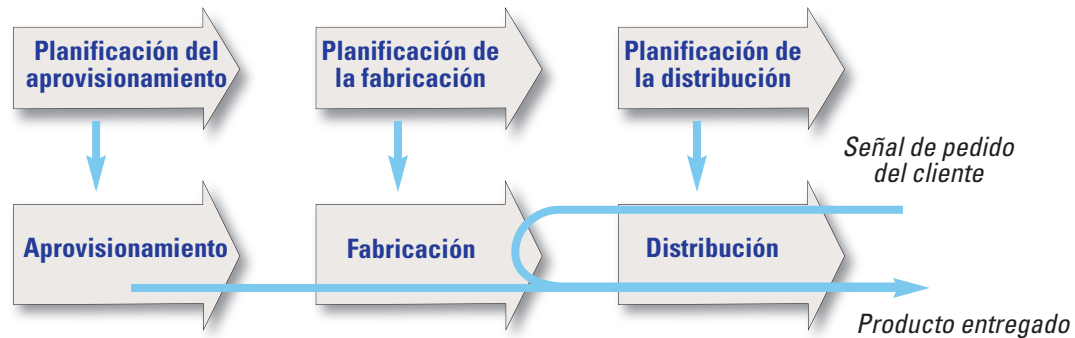 Planificación del
aprovisionamiento
Planificación de
la fabricación
Planificación de
la distribución
Señal de pedido
del cliente
Aprovisionamiento
Fabricación
Distribución
Producto entregado